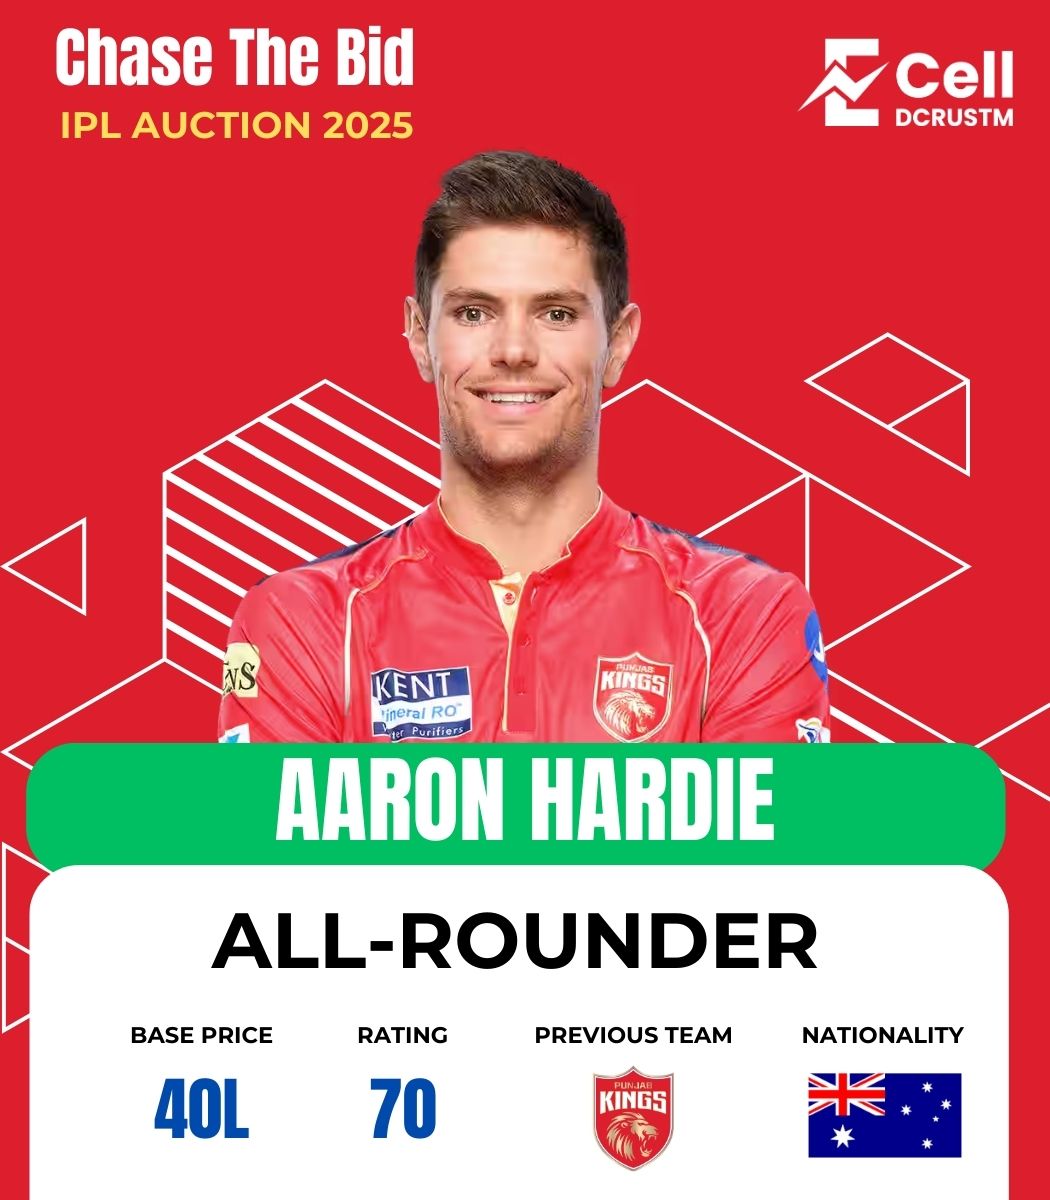 Chase The Bid
IPL AUCTION 2025
Cell
DCRUSTM
KENT
Mineral RO™
Water Purifiers
PUNJAB
KINGS
AARON HARDIE
ALL-ROUNDER
BASE PRICE
RATING
PREVIOUS TEAM
NATIONALITY
40L
70
PUNJAB
KINGS